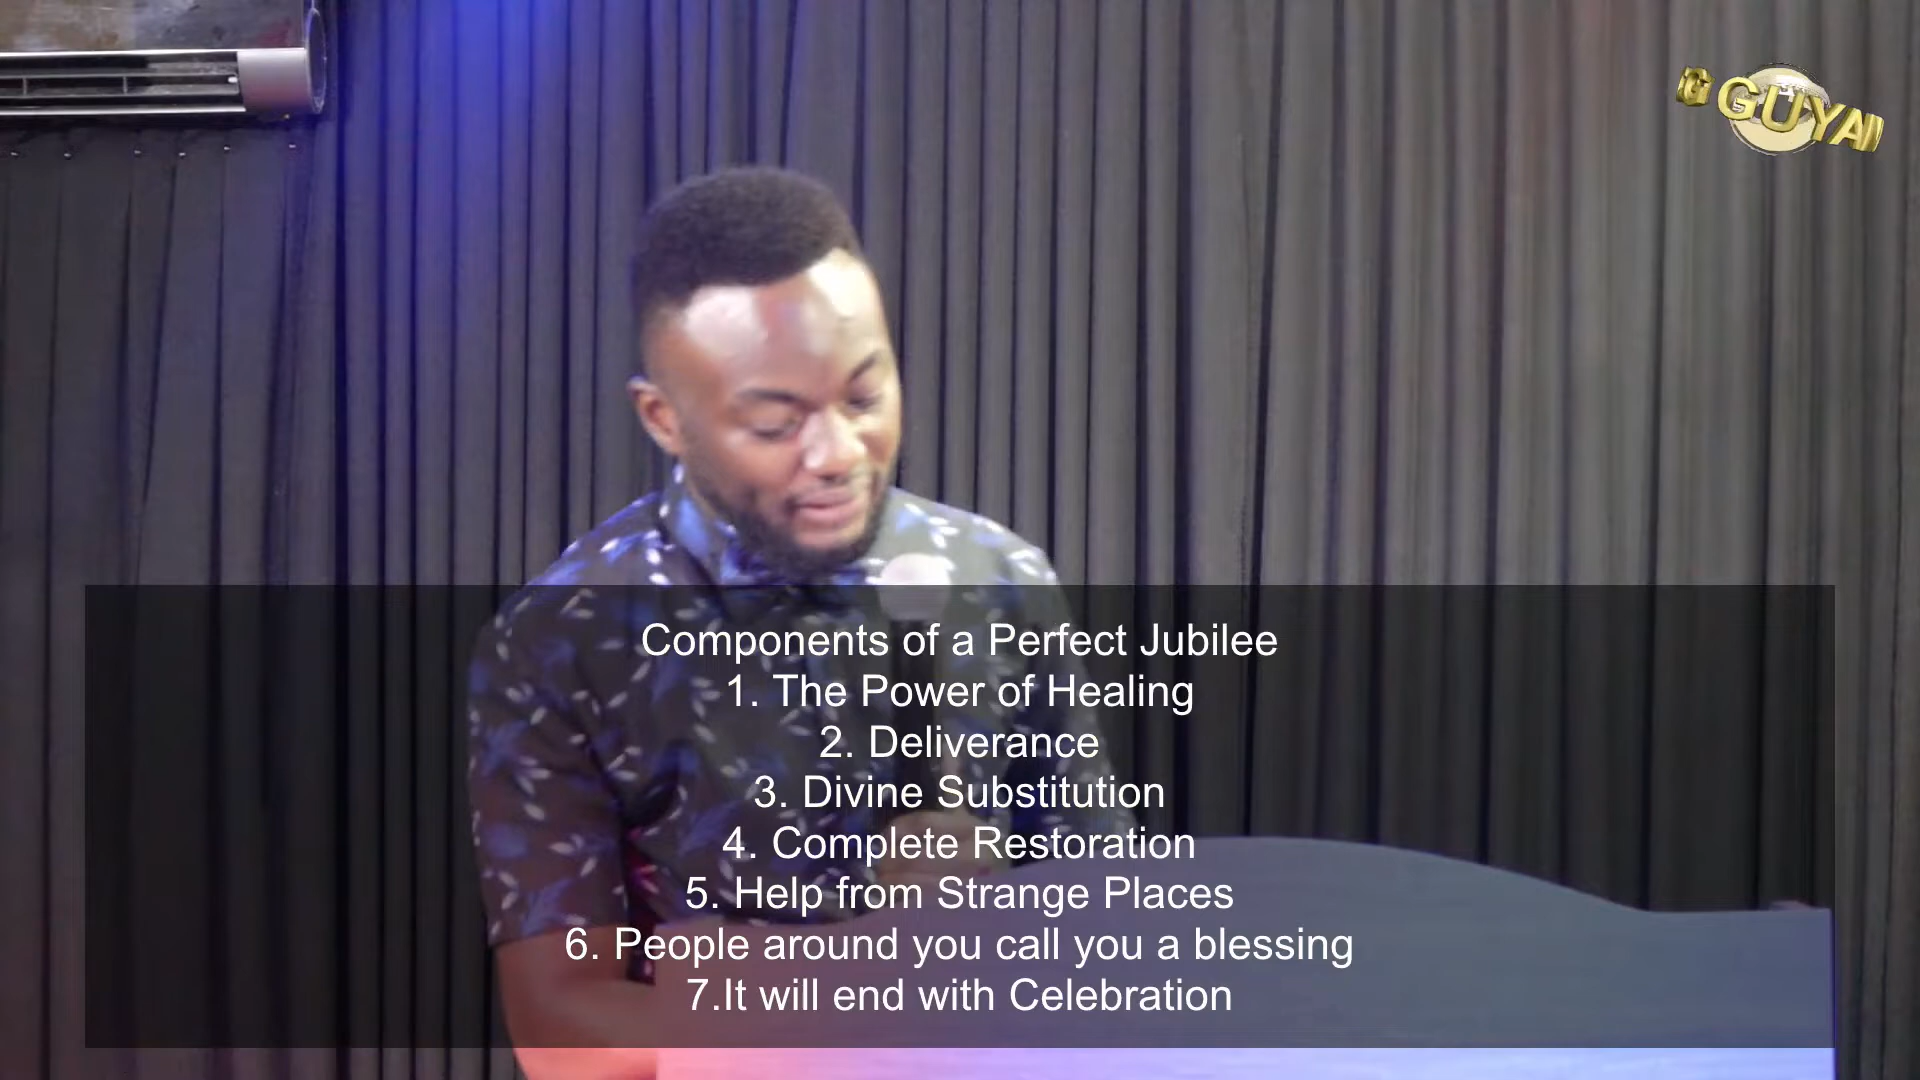 G GUYA
Components of a Perfect Jubilee
1. The Power of Healing
2. Deliverance
3. Divine Substitution
4. Complete Restoration
5. Help from Strange Places
6. People around you call you a blessing
7.It will end with Celebration